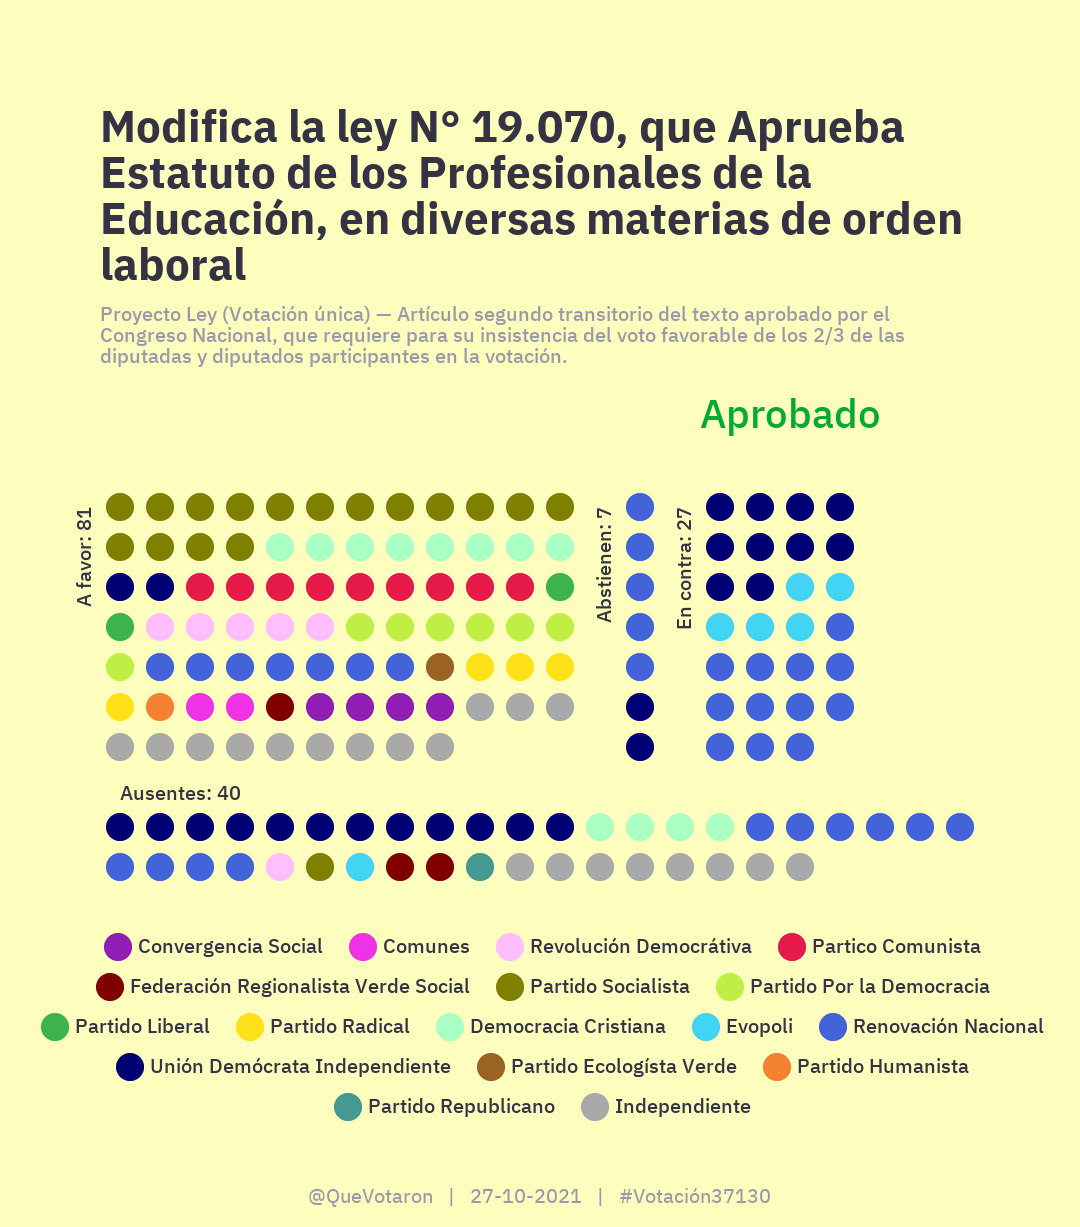 Modifica la ley N° 19.070, que Aprueba
Estatuto de los Profesionales de la
Educación, en diversas materias de orden
laboral
Proyecto Ley (Votación única) — Artículo segundo transitorio del texto aprobado por el
Congreso Nacional, que requiere para su insistencia del voto favorable de los 2/3 de las
diputadas y diputados participantes en la votación.
Aprobado
A favor: 81
Abstienen: 7
En contra: 27
Ausentes: 40
Convergencia Social
Comunes
Revolución Democrátiva
Partico Comunista
Federación Regionalista Verde Social
Partido Socialista
Partido Por la Democracia
Partido Liberal
Partido Radical
Democracia Cristiana
Evopoli
Renovación Nacional
Unión Demócrata Independiente
Partido Ecologísta Verde
Partido Humanista
Partido Republicano
Independiente
@QueVotaron | 27-10-2021 | #Votación37130